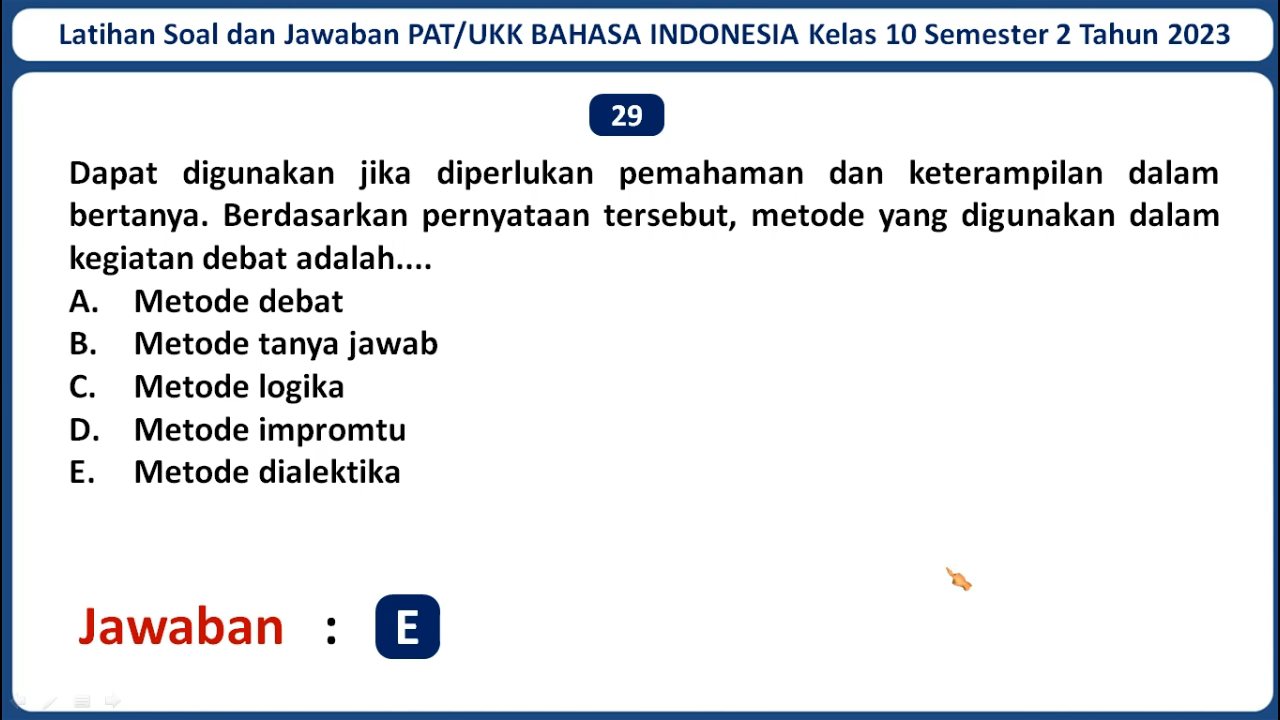 Latihan Soal dan Jawaban PAT/UKK BAHASA INDONESIA Kelas 10 Semester 2 Tahun 2023
29
Dapat digunakan jika diperlukan pemahaman dan keterampilan dalam
bertanya. Berdasarkan pernyataan tersebut, metode yang digunakan dalam
kegiatan debat adalah....
A. Metode debat
B. Metode tanya jawab
C. Metode logika
D. Metode impromtu
E. Metode dialektika
Jawaban : E